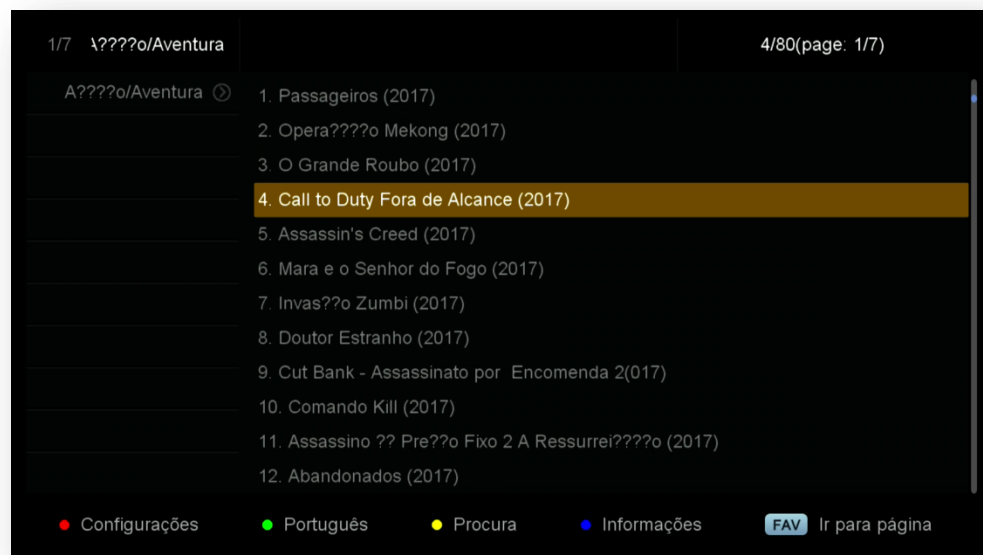 1/7 A????o/Aventura 4/80(page: 1/7)
A????o/Aventura
1. Passageiros (2017)
2. Opera????o Mekong (2017)
3. O Grande Roubo (2017)
4. Call to Duty Fora de Alcance (2017)
5. Assassin's Creed (2017)
6. Mara e o Senhor do Fogo (2017)
7. Invas??o Zumbi (2017)
8. Doutor Estranho (2017)
9. Cut Bank - Assassinato por Encomenda 2(017)
10. Comando Kill (2017)
11. Assassino ?? Pre??o Fixo 2 A Ressurrei????o (2017)
12. Abandonados (2017)
Configurações Português Procura Informações FAV Ir para página